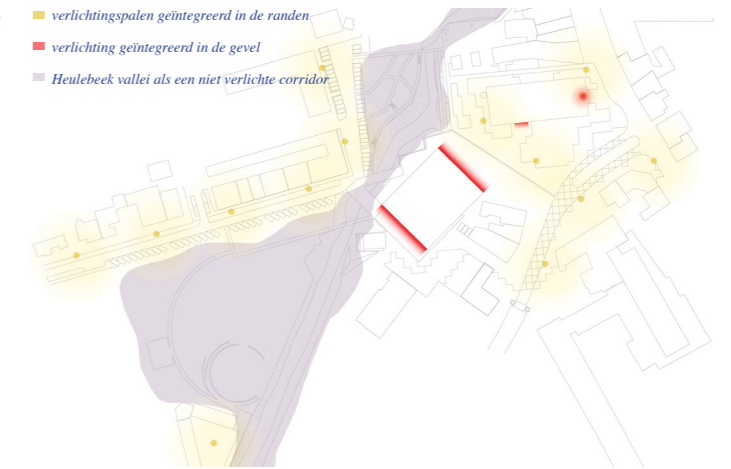 verlichtingspalen geïntegreerd in de randen
verlichting geïntegreerd in de gevel
Heulebeek vallei als een niet verlichte corridor